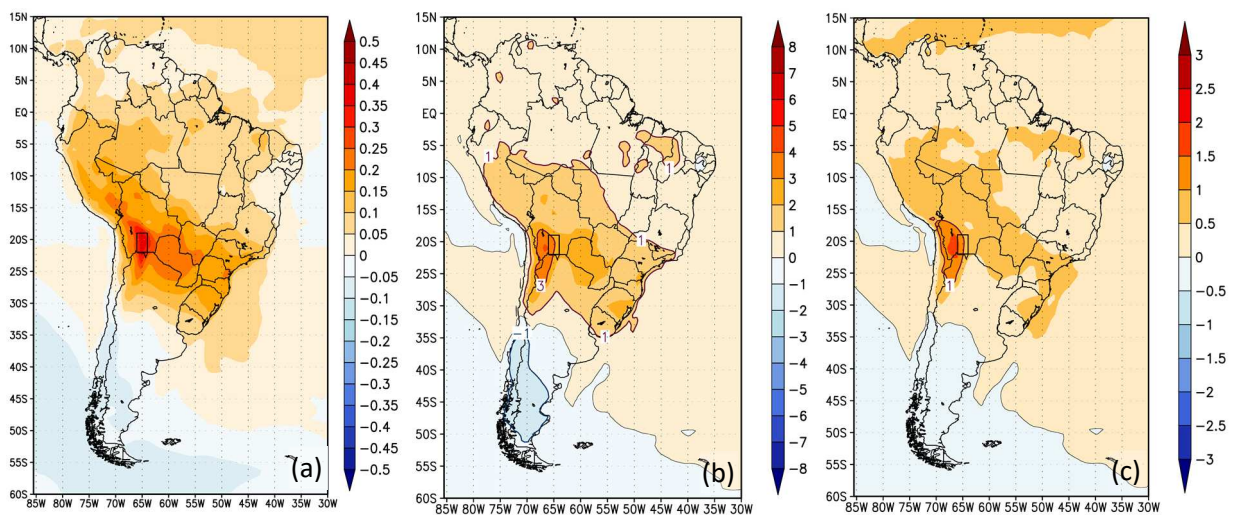 15N
10N
5N
EQ
5S
10S
15S
20S
25S
30S
35S
40S
45S
50S
55S
60S
85W 80W 75W 70W 65W 60W 55W 50W 45W 40W 35W 30W
(a)
0.5
0.45
0.4
0.35
0.3
0.25
0.2
0.15
0.1
0.05
0
−0.05
−0.1
−0.15
−0.2
−0.25
−0.3
−0.35
−0.4
−0.45
−0.5
15N
10N
5N
EQ
5S
10S
15S
20S
25S
30S
35S
40S
45S
50S
55S
60S
1
1
1
3
−1
1
85W 80W 75W 70W 65W 60W 55W 50W 45W 40W 35W 30W
(b)
8
7
6
5
4
3
2
1
0
−1
−2
−3
−4
−5
−6
−7
−8
15N
10N
5N
EQ
5S
10S
15S
20S
25S
30S
35S
40S
45S
50S
55S
60S
1
85W 80W 75W 70W 65W 60W 55W 50W 45W 40W 35W 30W
(c)
3
2.5
2
1.5
1
0.5
0
−0.5
−1
−1.5
−2
−2.5
−3